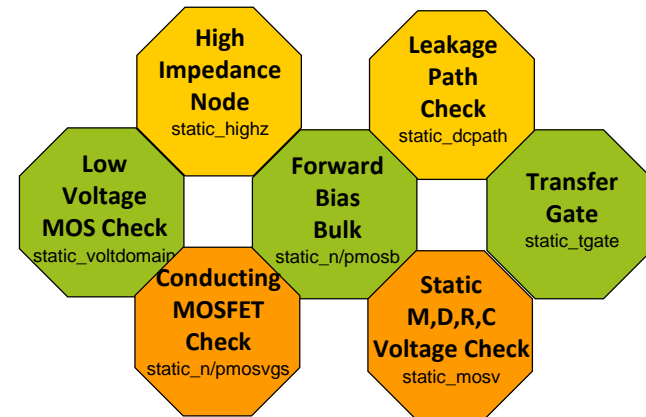 High
Impedance
Node
static_highz
Leakage
Path
Check
static_dcpath
Low
Voltage
MOS Check
static_voltdomain
Forward
Bias
Bulk
static_n/pmosb
Transfer
Gate
static_tgate
Conducting
MOSFET
Check
static_n/pmosvgs
Static
M,D,R,C
Voltage Check
static_mosv